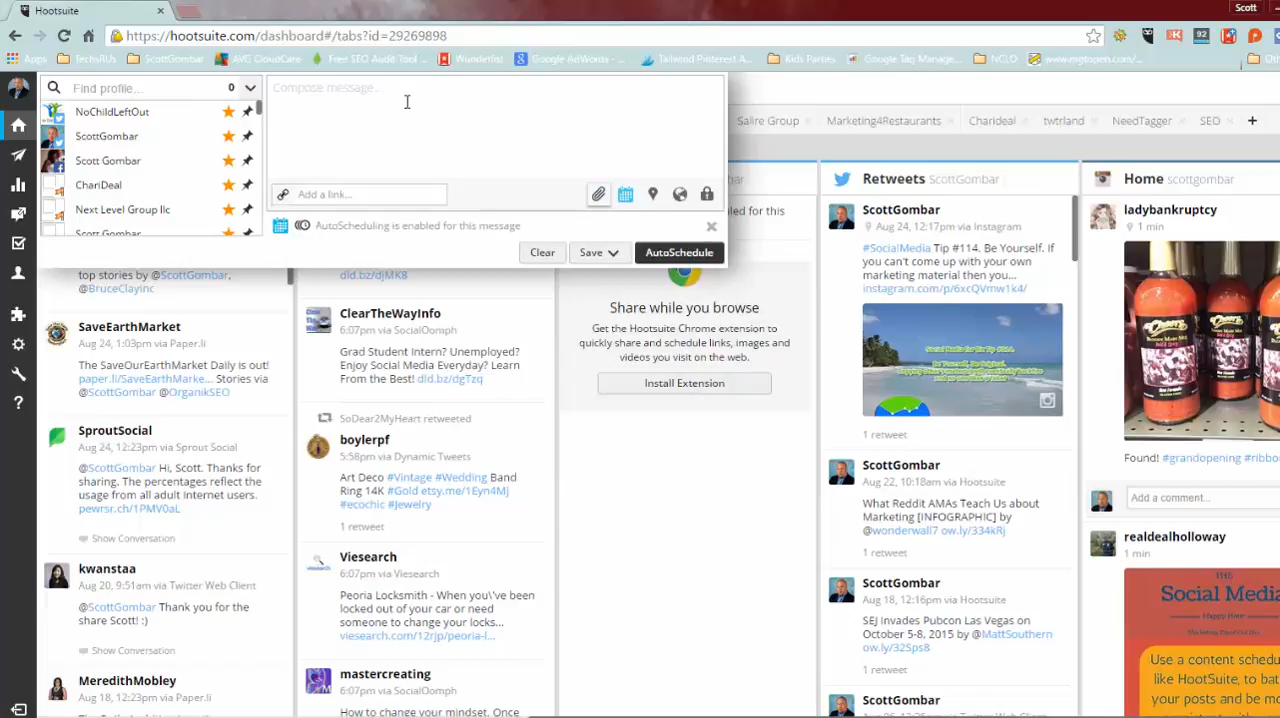 Hootsuite
Scott
https://hootsuite.com/dashboard#/tabs?id=29269898
Apps
TechsRUs
ScottGombar
AVG CloudCare
Free SEO Audit Tool...
Wunderlist
Google AdWords -...
Tailwind Pinterest A...
Kids Parties
Google Tag Manage...
NCLO
www.mgtopen.com/...
Find profile...
0
NoChildLeftOut
ScottGombar
Scott Gombar
ChariDeal
Next Level Group llc
Scott Gombar
Compose message...
Add a link...
AutoScheduling is enabled for this message
Clear
Save
AutoSchedule
Salire Group
Marketing4Restaurants
Charideal
twtrland
NeedTagger
SEO
top stories by @ScottGombar,
@BruceClayinc
SaveEarthMarket
Aug 24, 1:03pm via Paper.li
The SaveOurEarthMarket Daily is out!
paper.li/SaveEarthMarke... Stories via
@ScottGombar @OrganikSEO
SproutSocial
Aug 24, 12:23pm via Sprout Social
@ScottGombar Hi, Scott. Thanks for
sharing. The percentages reflect the
usage from all adult Internet users.
pewrsr.ch/1PMV0aL
Show Conversation
kwanstaa
Aug 20, 9:51am via Twitter Web Client
@ScottGombar Thank you for the
share Scott! :)
Show Conversation
MeredithMobley
Aug 18, 12:23pm via Paper.li
dld.bz/djMK8
ClearTheWayInfo
6:07pm via SocialOomph
Grad Student Intern? Unemployed?
Enjoy Social Media Everyday? Learn
From the Best! dld.bz/dgTzq
SoDear2MyHeart retweeted
boylerpf
5:58pm via Dynamic Tweets
Art Deco #Vintage #Wedding Band
Ring 14K #Gold etsy.me/1Eyn4MJ
#ecochic #Jewelry
1 retweet
Viesearch
6:07pm via Viesearch
Peoria Locksmith - When you\'ve been
locked out of your car or need
someone to change your locks...
viesearch.com/12rjp/peoria-l...
mastercreating
6:07pm via SocialOomph
How to change your mindset. Once
Share while you browse
Get the Hootsuite Chrome extension to
quickly share and schedule links, images and
videos you visit on the web.
Install Extension
Retweets ScottGombar
ScottGombar
Aug 24, 12:17pm via Instagram
#SocialMedia Tip #114. Be Yourself. If
you can't come up with your own
marketing material then you...
instagram.com/p/6xcQVmw1k4/
1 retweet
ScottGombar
Aug 22, 10:18am via Hootsuite
What Reddit AMAs Teach Us about
Marketing [INFOGRAPHIC] by
@wonderwall7 ow.ly/334kRj
1 retweet
ScottGombar
Aug 18, 12:16pm via Hootsuite
SEJ Invades Pubcon Las Vegas on
October 5-8, 2015 by @MattSouthern
ow.ly/32Sps8
1 retweet
ScottGombar
Home scottgombar
ladybankruptcy
1 min
Found! #grandopening #ribbo
Add a comment...
realdealholloway
1 min
Social Media
Happy Hour
Use a content schedu
like HootSuite, to bat
your posts and be mo